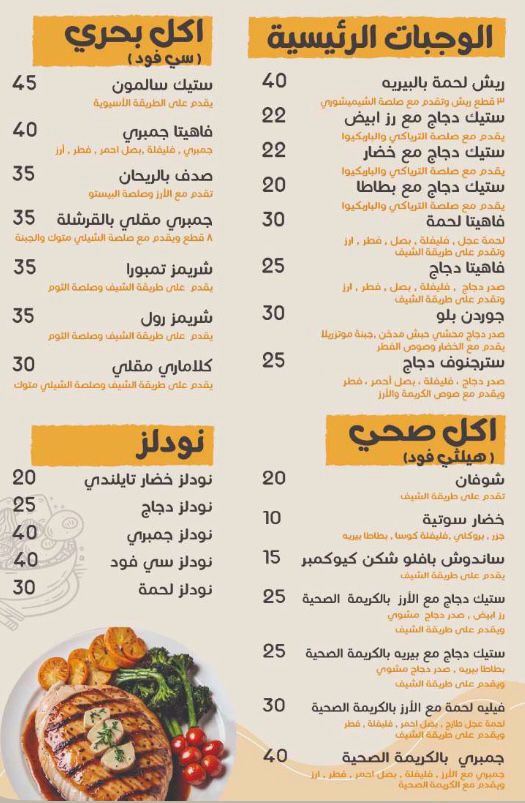 الوجبات الرئيسية
ريش لحمة بالبيريه 40
٣ قطع ريش وتقدم مع صلصة الشيميشوري
ستيك دجاج مع رز ابيض 22
يقدم مع صلصة الترياكي والباربكيوا
ستيك دجاج مع خضار 22
يقدم مع صلصة الترياكي والباربكيوا
ستيك دجاج مع بطاطا 20
يقدم مع صلصة الترياكي والباربكيوا
فاهيتا لحمة 30
لحمة عجل , فليفلة , بصل , فطر , ارز
وتقدم على طريقة الشيف
فاهيتا دجاج 25
صدر دجاج , فليفلة , بصل , فطر , ارز
وتقدم على طريقة الشيف
جوردن بلو 30
صدر دجاج محشي حبش مدخن ,جبنة موتزريلا
يقدم مع الخضار وصوص الفطر
سترجنوف دجاج 25
صدر دجاج , فليفلة , بصل أحمر , فطر
ويقدم مع صوص الكريمة والأرز
اكل صحي
(هيلثي فود)
شوفان 20
تقدم على طريقة الشيف
خضار سوتية 10
جزر , بروكلي ,فليفلة كوسا , بطاطا بيريه
ساندوش بافلو شكن كيوكمبر 15
يقدم على طريقة الشيف
ستيك دجاج مع الأرز بالكريمة الصحية 25
رز ابيض , صدر دجاج مشوي
ويقدم على طريقة الشيف
ستيك دجاج مع بيريه بالكريمة الصحية 25
بطاطا بيريه , صدر دجاج مشوي
ويقدم على طريقة الشيف
فيليه لحمة مع الأرز بالكريمة الصحية 30
لحمة عجل طازج , بصل احمر , فليفلة , فطر
ويقدم على طريقة الشيف
جمبري بالكريمة الصحية 40
جمبري مع الأرز , فليفلة , بصل احمر , فطر , ارز
ويقدم مع الكريمة الصحية
اكل بحري
(سي فود)
ستيك سالمون 45
يقدم على الطريقة الأسيوية
فاهيتا جمبري 40
جمبري , فليفلة ,بصل احمر , فطر , أرز
صدف بالريحان 35
تقدم مع الأرز وصلصة البيستو
جمبري مقلي بالقرشلة 35
٨ قطع ويقدم مع صلصة الشيلي متوك والجبنة
شريمز تمبورا 35
يقدم على طريقة الشيف وصلصة الثوم
شريمز رول 35
يقدم على طريقة الشيف وصلصة الثوم
كلاماري مقلي 30
يقدم على طريقة الشيف وصلصة الشيلي متوك
نودلز
نودلز خضار تايلندي 20
نودلز دجاج 25
نودلز جمبري 40
نودلز سي فود 40
نودلز لحمة 30